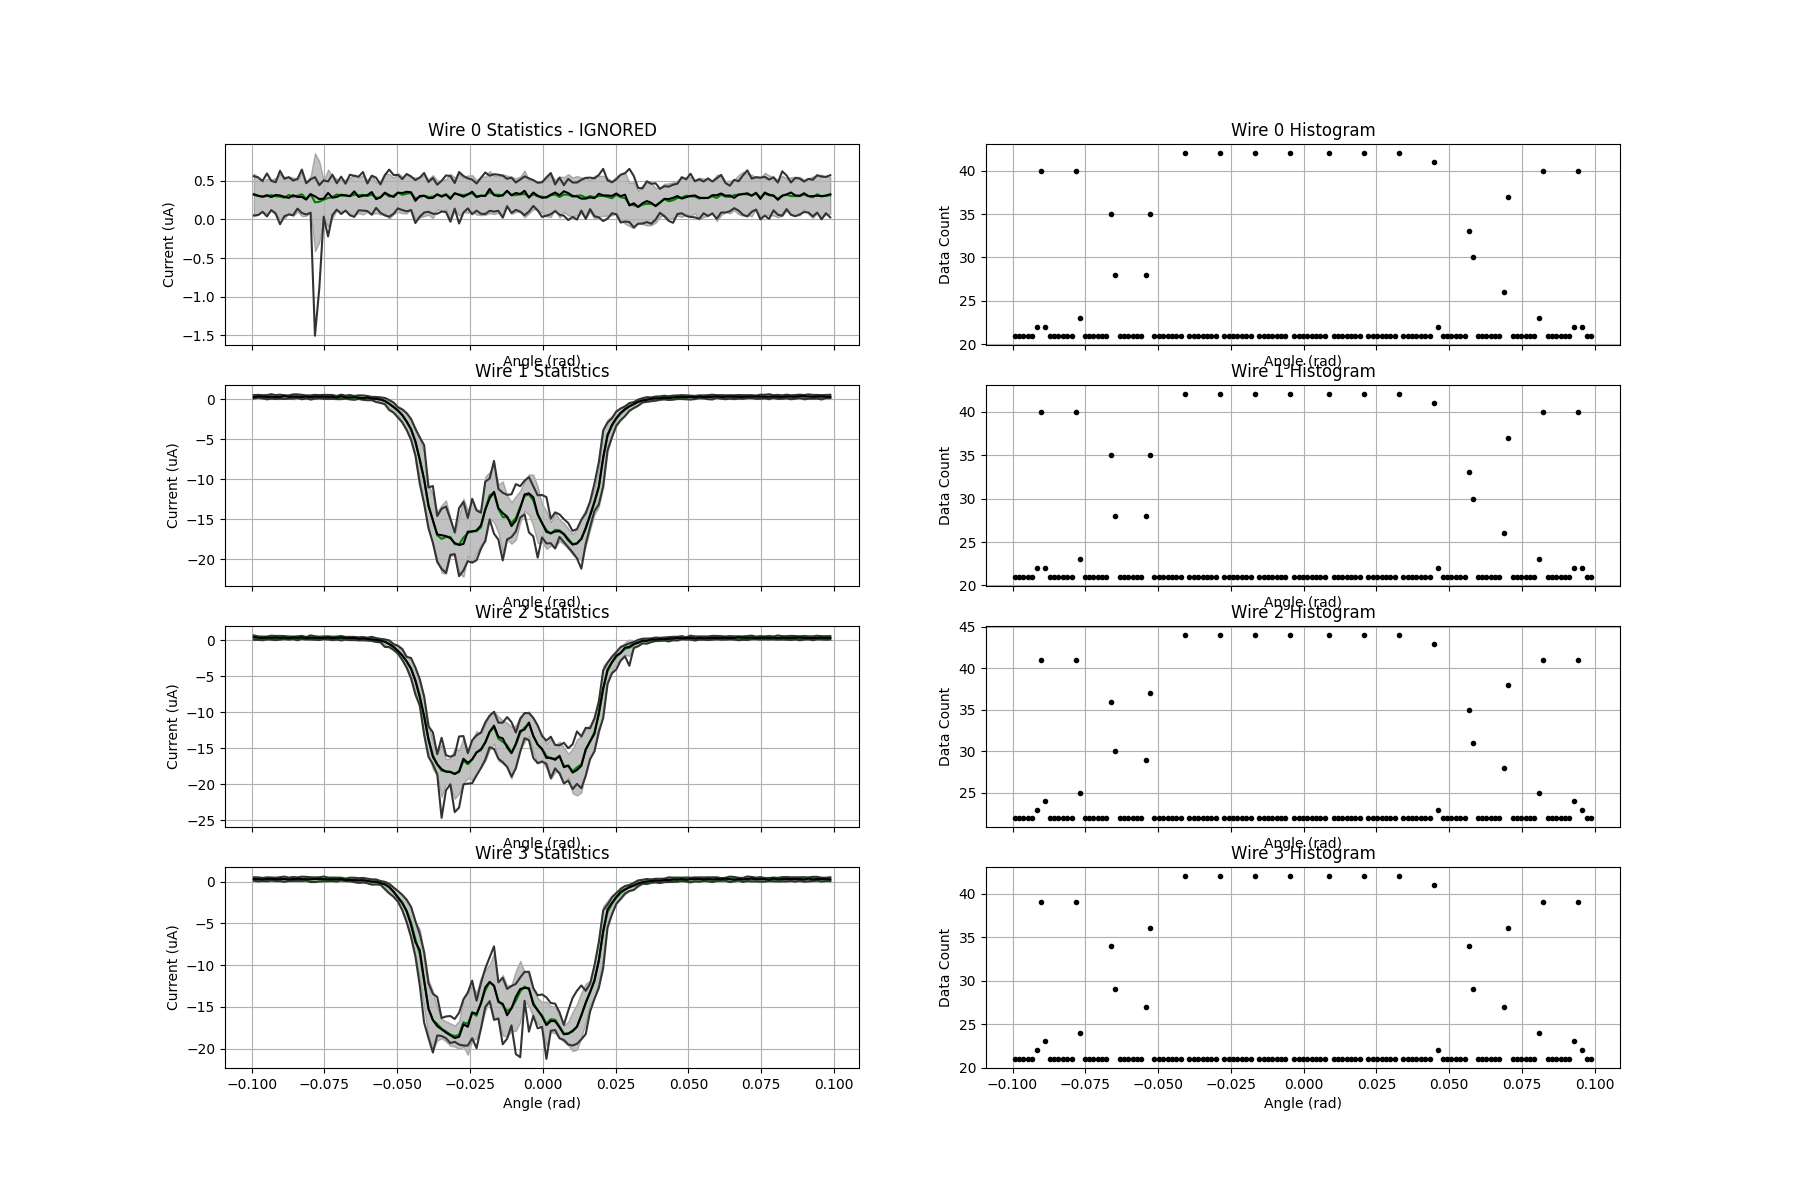 Wire 0 Statistics - IGNORED
Current (uA)
0.5
0.0
−0.5
−1.0
−1.5
Angle (rad)
Wire 0 Histogram
Data Count
40
35
30
25
20
Angle (rad)
Wire 1 Statistics
Current (uA)
0
−5
−10
−15
−20
Angle (rad)
Wire 1 Histogram
Data Count
40
35
30
25
20
Angle (rad)
Wire 2 Statistics
Current (uA)
0
−5
−10
−15
−20
−25
Angle (rad)
Wire 2 Histogram
Data Count
45
40
35
30
25
Angle (rad)
Wire 3 Statistics
Current (uA)
0
−5
−10
−15
−20
−0.100 −0.075 −0.050 −0.025 0.000 0.025 0.050 0.075 0.100
Angle (rad)
Wire 3 Histogram
Data Count
40
35
30
25
20
−0.100 −0.075 −0.050 −0.025 0.000 0.025 0.050 0.075 0.100
Angle (rad)